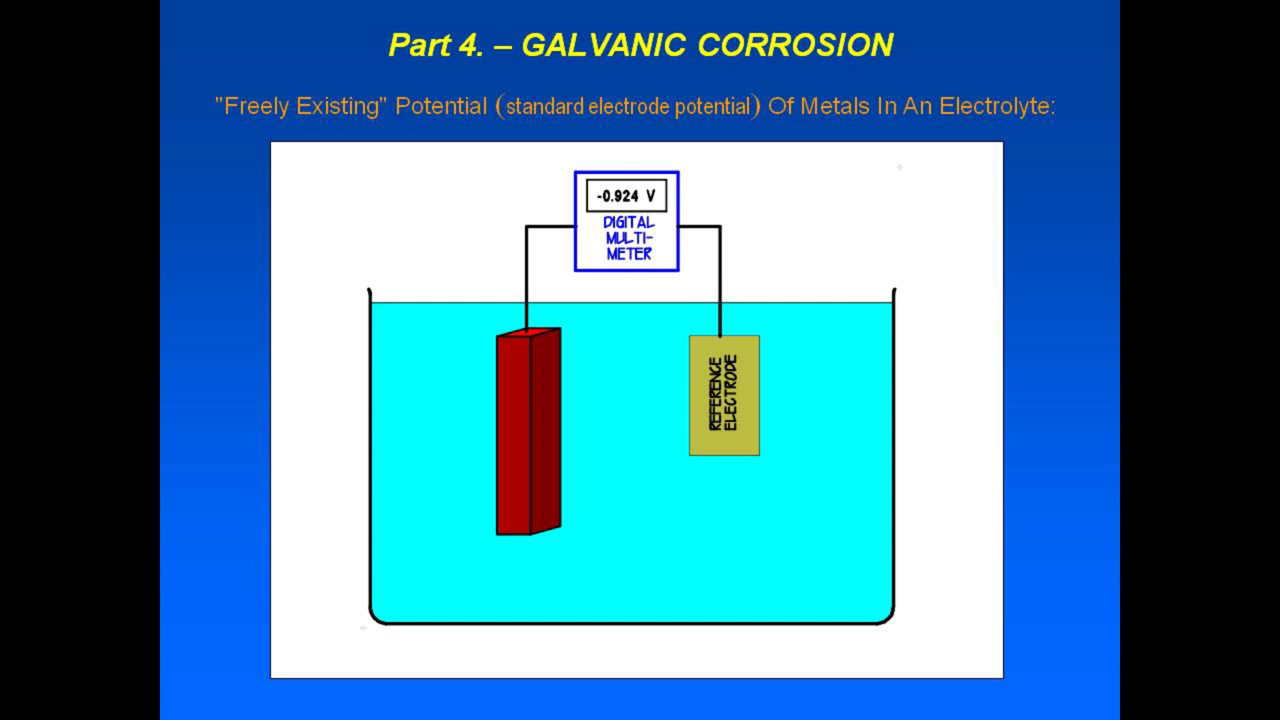 Part 4. – GALVANIC CORROSION
"Freely Existing" Potential (standard electrode potential) Of Metals In An Electrolyte:
-0.924 V
DIGITAL
MULTI-
METER
REFERENCE
ELECTRODE